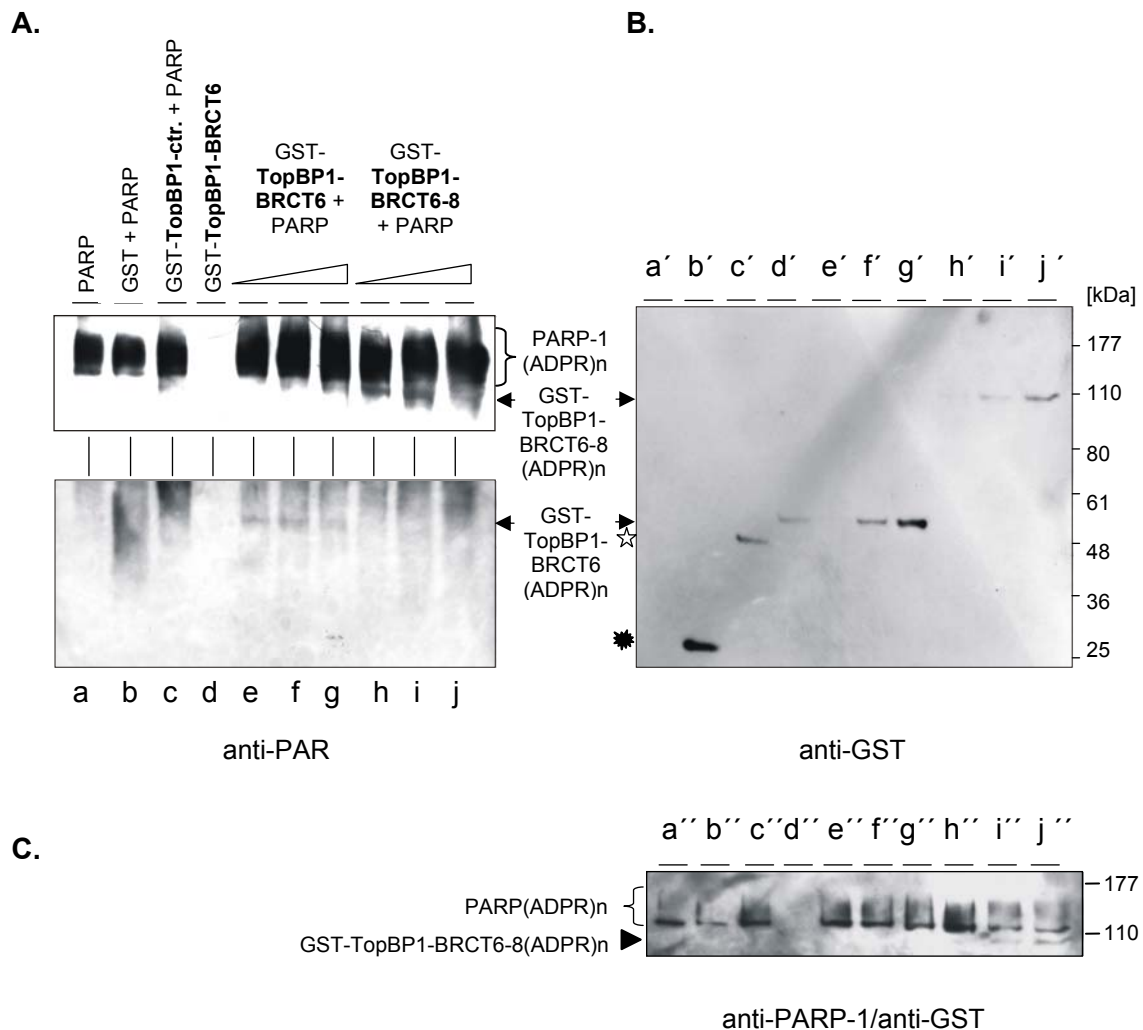 A.
PARP
GST + PARP
GST-TopBP1-ctr. + PARP
GST-TopBP1-BRCT6
GST-
TopBP1-
BRCT6 +
PARP
GST-
TopBP1-
BRCT6-8
+ PARP
PARP-1
(ADPR)n
GST-
TopBP1-
BRCT6-8
(ADPR)n
GST-
TopBP1-
BRCT6
(ADPR)n
a b c d e f g h i j
anti-PAR
B.
a´ b´ c´ d´ e´ f´ g´ h´ i´ j´
[kDa]
177
110
80
61
48
36
25
anti-GST
C.
a´´ b´´ c´´ d´´ e´´ f´´ g´´ h´´ i´´ j´´
PARP(ADPR)n
GST-TopBP1-BRCT6-8(ADPR)n
177
110
anti-PARP-1/anti-GST